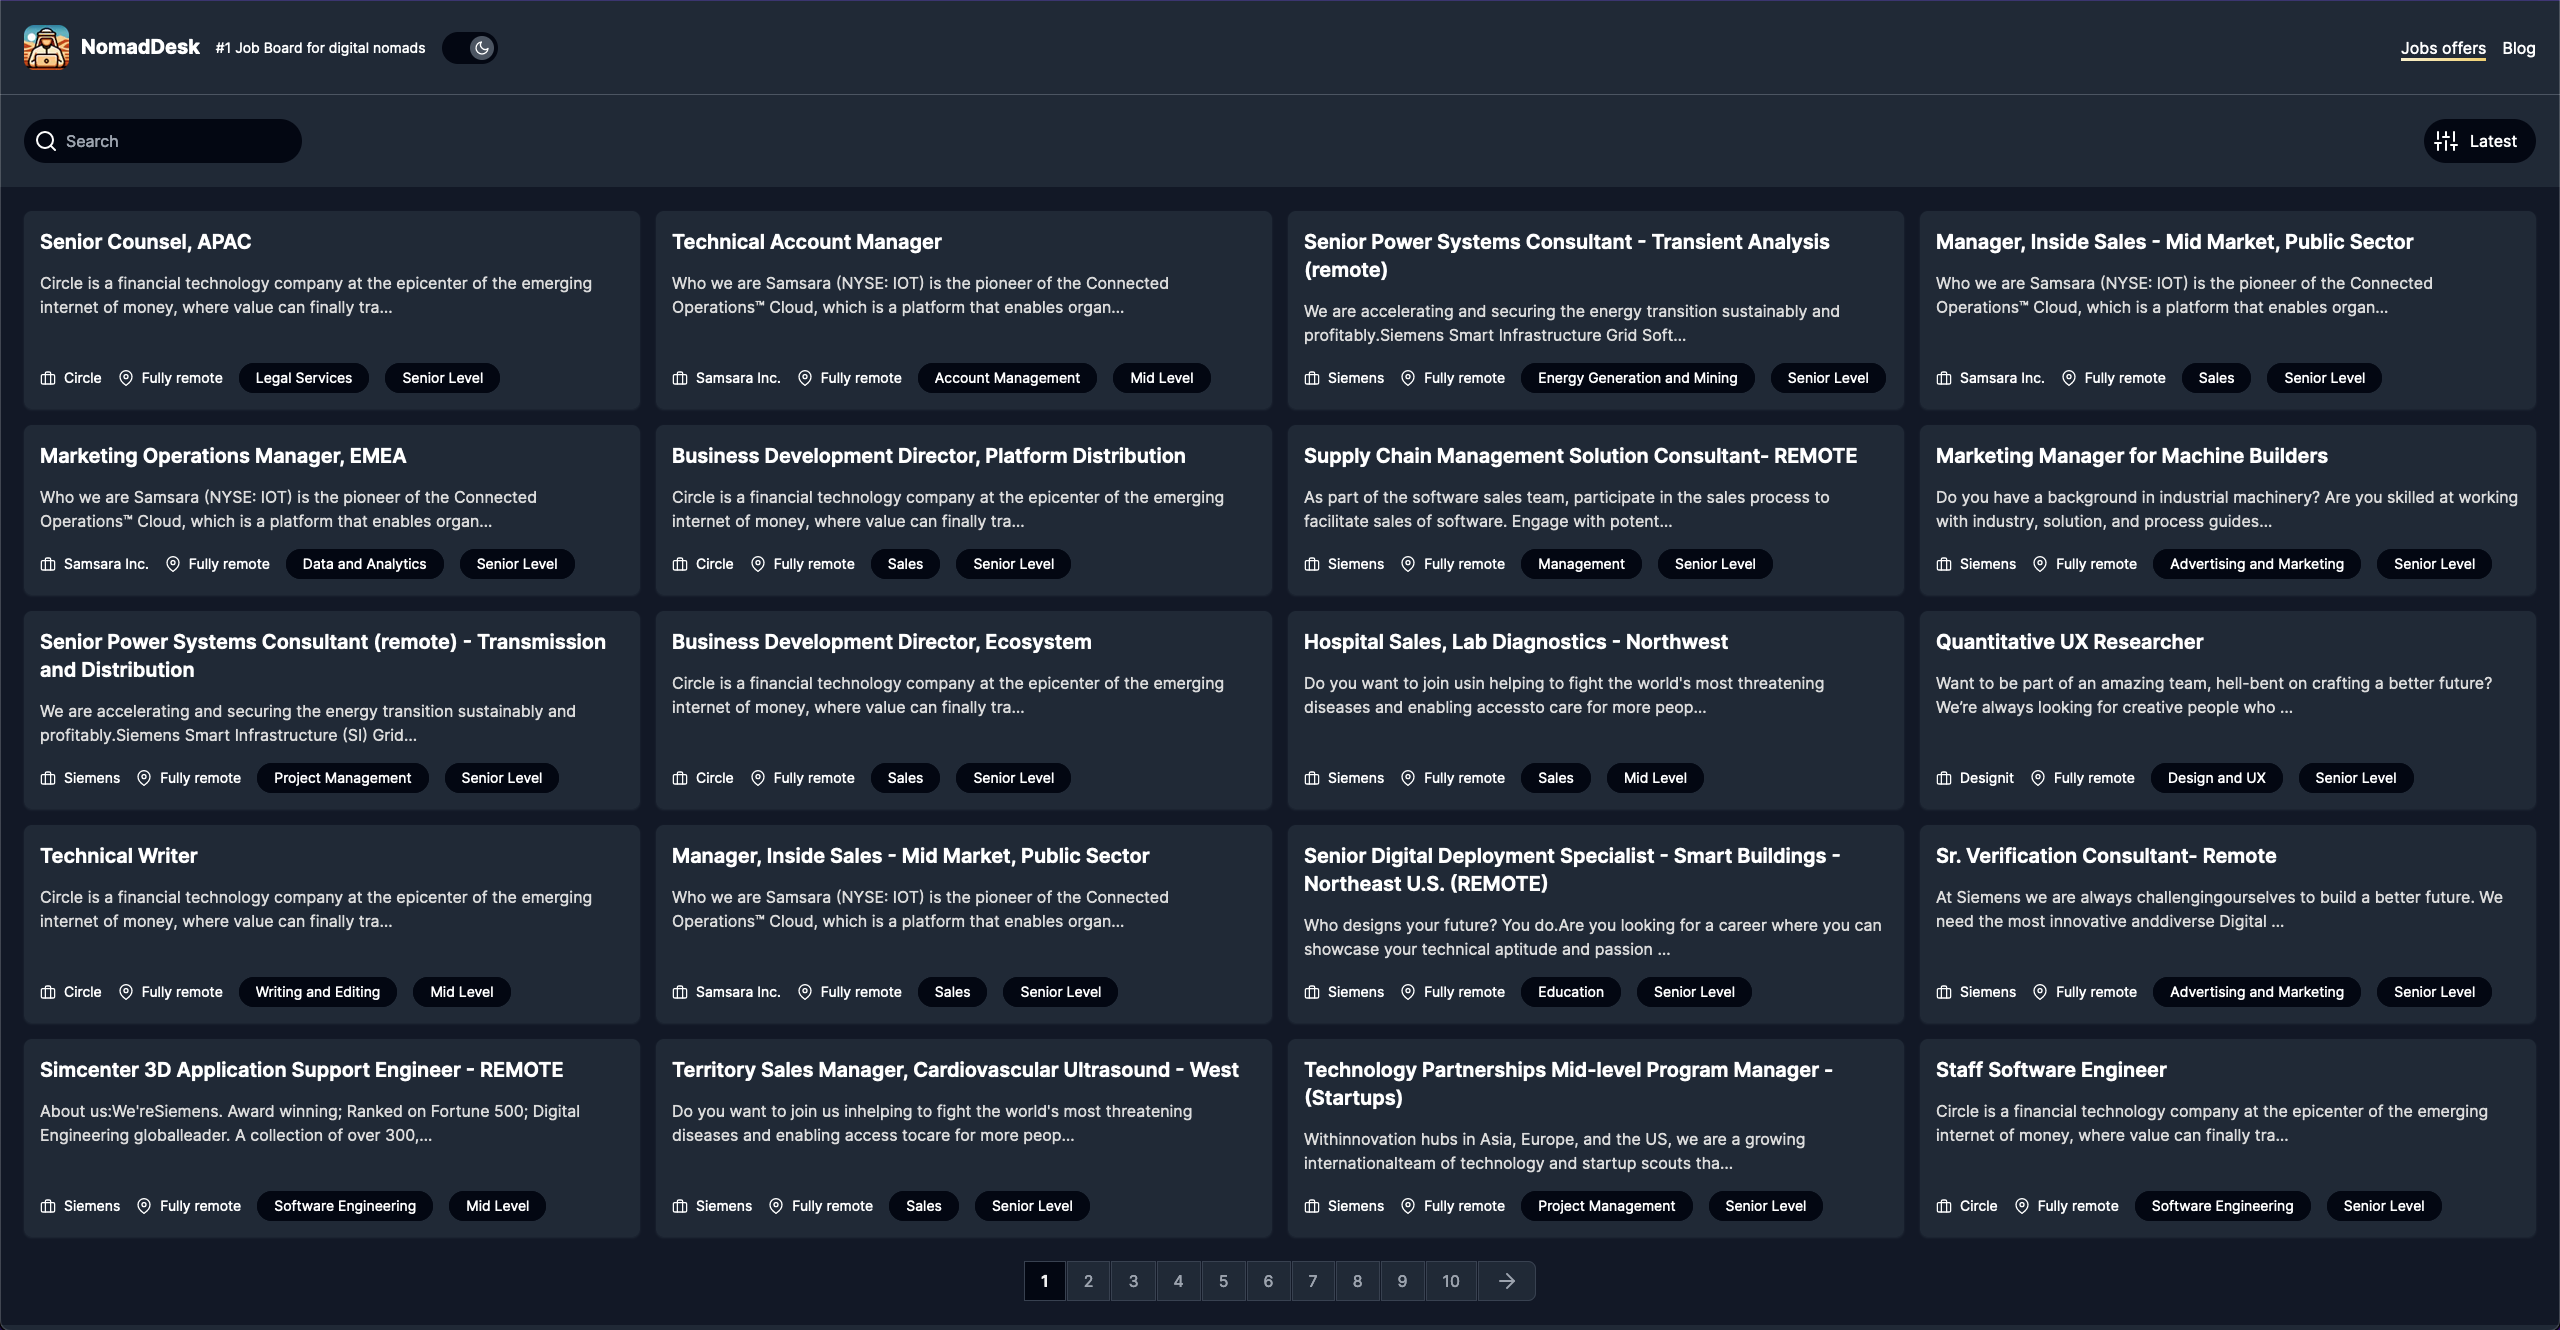 NomadDesk
#1 Job Board for digital nomads
Jobs offers
Blog
Search
Latest
Senior Counsel, APAC
Circle is a financial technology company at the epicenter of the emerging
internet of money, where value can finally tra...
Circle
Fully remote
Legal Services
Senior Level
Technical Account Manager
Who we are Samsara (NYSE: IOT) is the pioneer of the Connected
Operations™ Cloud, which is a platform that enables organ...
Samsara Inc.
Fully remote
Account Management
Mid Level
Senior Power Systems Consultant - Transient Analysis
(remote)
We are accelerating and securing the energy transition sustainably and
profitably.Siemens Smart Infrastructure Grid Soft...
Siemens
Fully remote
Energy Generation and Mining
Senior Level
Manager, Inside Sales - Mid Market, Public Sector
Who we are Samsara (NYSE: IOT) is the pioneer of the Connected
Operations™ Cloud, which is a platform that enables organ...
Samsara Inc.
Fully remote
Sales
Senior Level
Marketing Operations Manager, EMEA
Who we are Samsara (NYSE: IOT) is the pioneer of the Connected
Operations™ Cloud, which is a platform that enables organ...
Samsara Inc.
Fully remote
Data and Analytics
Senior Level
Business Development Director, Platform Distribution
Circle is a financial technology company at the epicenter of the emerging
internet of money, where value can finally tra...
Circle
Fully remote
Sales
Senior Level
Supply Chain Management Solution Consultant- REMOTE
As part of the software sales team, participate in the sales process to
facilitate sales of software. Engage with potent...
Siemens
Fully remote
Management
Senior Level
Marketing Manager for Machine Builders
Do you have a background in industrial machinery? Are you skilled at working
with industry, solution, and process guides...
Siemens
Fully remote
Advertising and Marketing
Senior Level
Senior Power Systems Consultant (remote) - Transmission
and Distribution
We are accelerating and securing the energy transition sustainably and
profitably.Siemens Smart Infrastructure (SI) Grid...
Siemens
Fully remote
Project Management
Senior Level
Business Development Director, Ecosystem
Circle is a financial technology company at the epicenter of the emerging
internet of money, where value can finally tra...
Circle
Fully remote
Sales
Senior Level
Hospital Sales, Lab Diagnostics - Northwest
Do you want to join usin helping to fight the world's most threatening
diseases and enabling accessto care for more peop...
Siemens
Fully remote
Sales
Mid Level
Quantitative UX Researcher
Want to be part of an amazing team, hell-bent on crafting a better future?
We’re always looking for creative people who ...
Designit
Fully remote
Design and UX
Senior Level
Technical Writer
Circle is a financial technology company at the epicenter of the emerging
internet of money, where value can finally tra...
Circle
Fully remote
Writing and Editing
Mid Level
Manager, Inside Sales - Mid Market, Public Sector
Who we are Samsara (NYSE: IOT) is the pioneer of the Connected
Operations™ Cloud, which is a platform that enables organ...
Samsara Inc.
Fully remote
Sales
Senior Level
Senior Digital Deployment Specialist - Smart Buildings -
Northeast U.S. (REMOTE)
Who designs your future? You do.Are you looking for a career where you can
showcase your technical aptitude and passion ...
Siemens
Fully remote
Education
Senior Level
Sr. Verification Consultant- Remote
At Siemens we are always challengingourselves to build a better future. We
need the most innovative anddiverse Digital ...
Siemens
Fully remote
Advertising and Marketing
Senior Level
Simcenter 3D Application Support Engineer - REMOTE
About us:We'reSiemens. Award winning; Ranked on Fortune 500; Digital
Engineering globalleader. A collection of over 300,...
Siemens
Fully remote
Software Engineering
Mid Level
Territory Sales Manager, Cardiovascular Ultrasound - West
Do you want to join us inhelping to fight the world's most threatening
diseases and enabling access tocare for more peop...
Siemens
Fully remote
Sales
Senior Level
Technology Partnerships Mid-level Program Manager -
(Startups)
Withinnovation hubs in Asia, Europe, and the US, we are a growing
internationalteam of technology and startup scouts tha...
Siemens
Fully remote
Project Management
Senior Level
Staff Software Engineer
Circle is a financial technology company at the epicenter of the emerging
internet of money, where value can finally tra...
Circle
Fully remote
Software Engineering
Senior Level
1 2 3 4 5 6 7 8 9 10